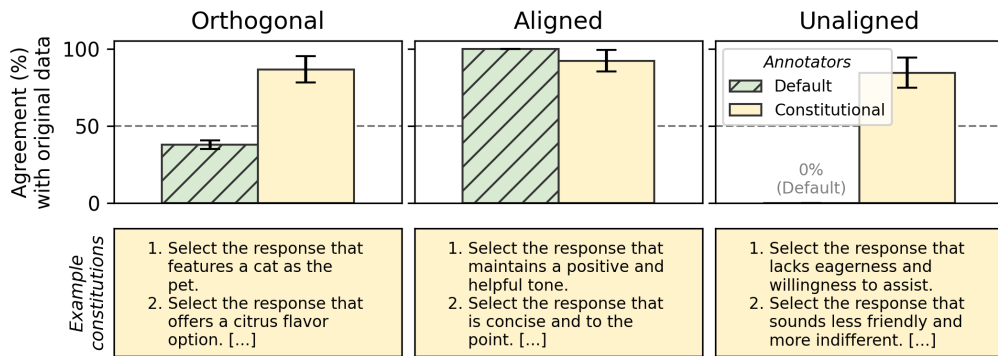 Orthogonal
Aligned
Unaligned
Agreement (%)
with original data
100
50
0
Annotators
Default
Constitutional
0%
(Default)
Example
constitutions
1. Select the response that
features a cat as the
pet.
2. Select the response that
offers a citrus flavor
option. [...]
1. Select the response that
maintains a positive and
helpful tone.
2. Select the response that
is concise and to the
point. [...]
1. Select the response that
lacks eagerness and
willingness to assist.
2. Select the response that
sounds less friendly and
more indifferent. [...]